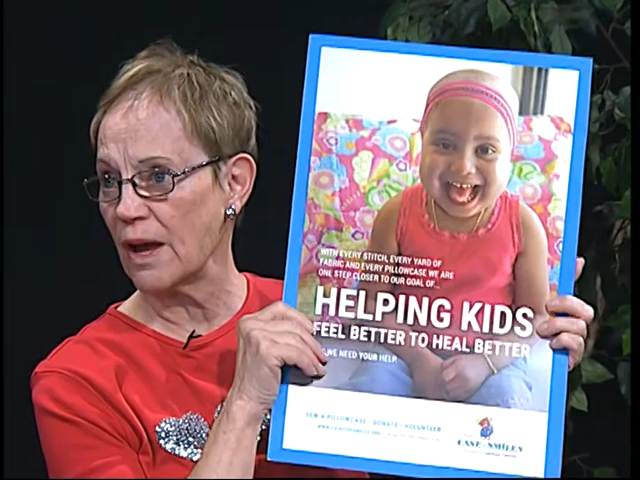 WITH EVERY STITCH, EVERY YARD OF
FABRIC AND EVERY PILLOWCASE WE ARE
ONE STEP CLOSER TO OUR GOAL OF...
HELPING KIDS
FEEL BETTER TO HEAL BETTER
WE NEED YOUR HELP.
SEW A PILLOWCASE · DONATE · VOLUNTEER
CASE for SMILES